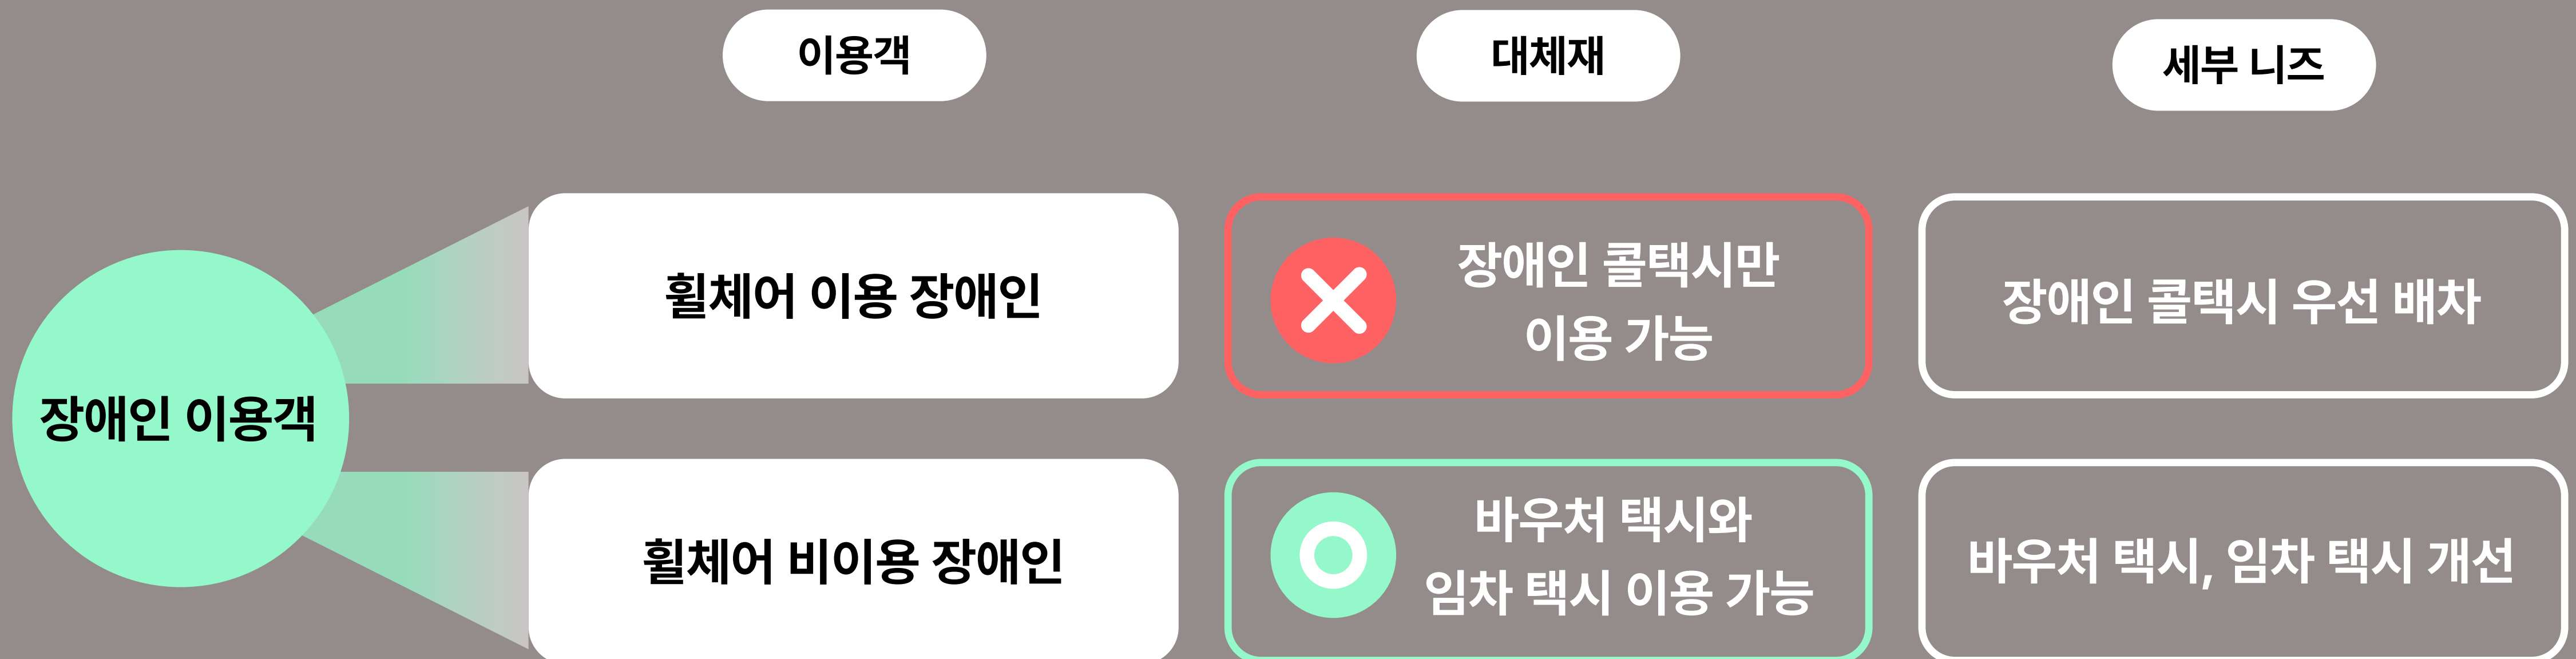 이용객
대체재
세부 니즈
장애인 이용객
휠체어 이용 장애인
장애인 콜택시만
이용 가능
장애인 콜택시 우선 배차
휠체어 비이용 장애인
바우처 택시와
임차 택시 이용 가능
바우처 택시, 임차 택시 개선